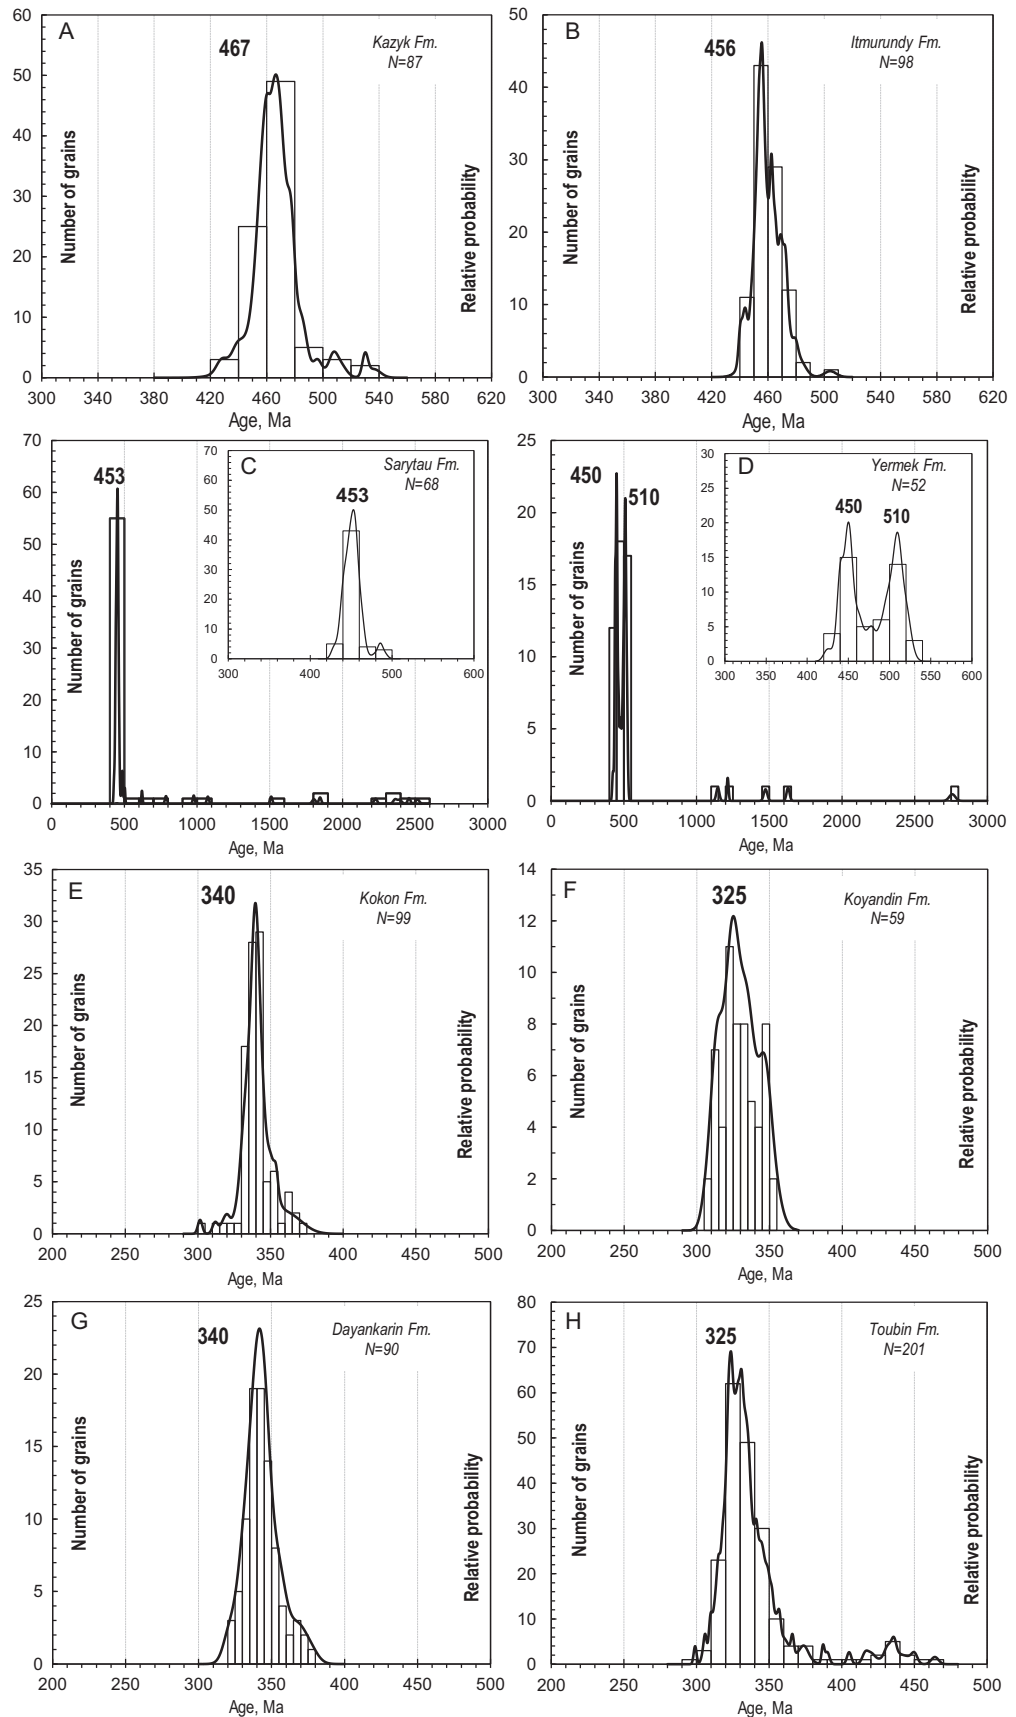 A
467
Kazyk Fm.
N=87
Number of grains
Relative probability
60
50
40
30
20
10
0
300 340 380 420 460 500 540 580 620
Age, Ma
B
456
Itmurundy Fm.
N=98
Number of grains
Relative probability
50
40
30
20
10
0
300 340 380 420 460 500 540 580 620
Age, Ma
70
60
50
40
30
20
10
0
453
Number of grains
0 500 1000 1500 2000 2500 3000
Age, Ma
C
Sarytau Fm.
N=68
453
70
60
50
40
30
20
10
0
300 400 500 600
25
20
15
10
5
0
450
510
Number of grains
0 500 1000 1500 2000 2500 3000
Age, Ma
D
Yermek Fm.
N=52
450
510
30
25
20
15
10
5
0
300 350 400 450 500 550 600
E
340
Kokon Fm.
N=99
Number of grains
Relative probability
35
30
25
20
15
10
5
0
200 250 300 350 400 450 500
Age, Ma
F
325
Koyandin Fm.
N=59
Number of grains
Relative probability
14
12
10
8
6
4
2
0
200 250 300 350 400 450 500
Age, Ma
G
340
Dayankarin Fm.
N=90
Number of grains
Relative probability
25
20
15
10
5
0
200 250 300 350 400 450 500
Age, Ma
H
325
Toubin Fm.
N=201
Number of grains
Relative probability
80
70
60
50
40
30
20
10
0
200 250 300 350 400 450 500
Age, Ma